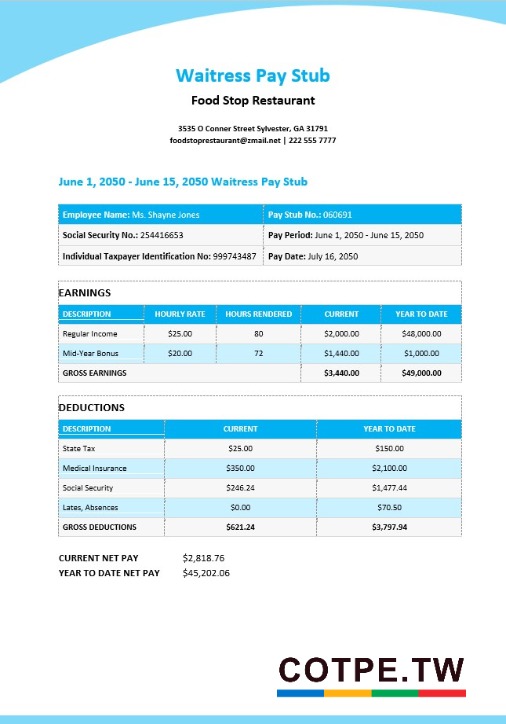 Waitress Pay Stub
Food Stop Restaurant
3535 O Conner Street Sylvester, GA 31791
foodstoprestaurant@zmail.net | 222 555 7777
June 1, 2050 - June 15, 2050 Waitress Pay Stub
Employee Name: Ms. Shayne Jones Pay Stub No.: 060691
Social Security No.: 254416653 Pay Period: June 1, 2050 - June 15, 2050
Individual Taxpayer Identification No: 999743487 Pay Date: July 16, 2050
EARNINGS
DESCRIPTION HOURLY RATE HOURS RENDERED CURRENT YEAR TO DATE
Regular Income $25.00 80 $2,000.00 $48,000.00
Mid-Year Bonus $20.00 72 $1,440.00 $1,000.00
GROSS EARNINGS $3,440.00 $49,000.00
DEDUCTIONS
DESCRIPTION CURRENT YEAR TO DATE
State Tax $25.00 $150.00
Medical Insurance $350.00 $2,100.00
Social Security $246.24 $1,477.44
Lates, Absences $0.00 $70.50
GROSS DEDUCTIONS $621.24 $3,797.94
CURRENT NET PAY $2,818.76
YEAR TO DATE NET PAY $45,202.06
COTPE.TW